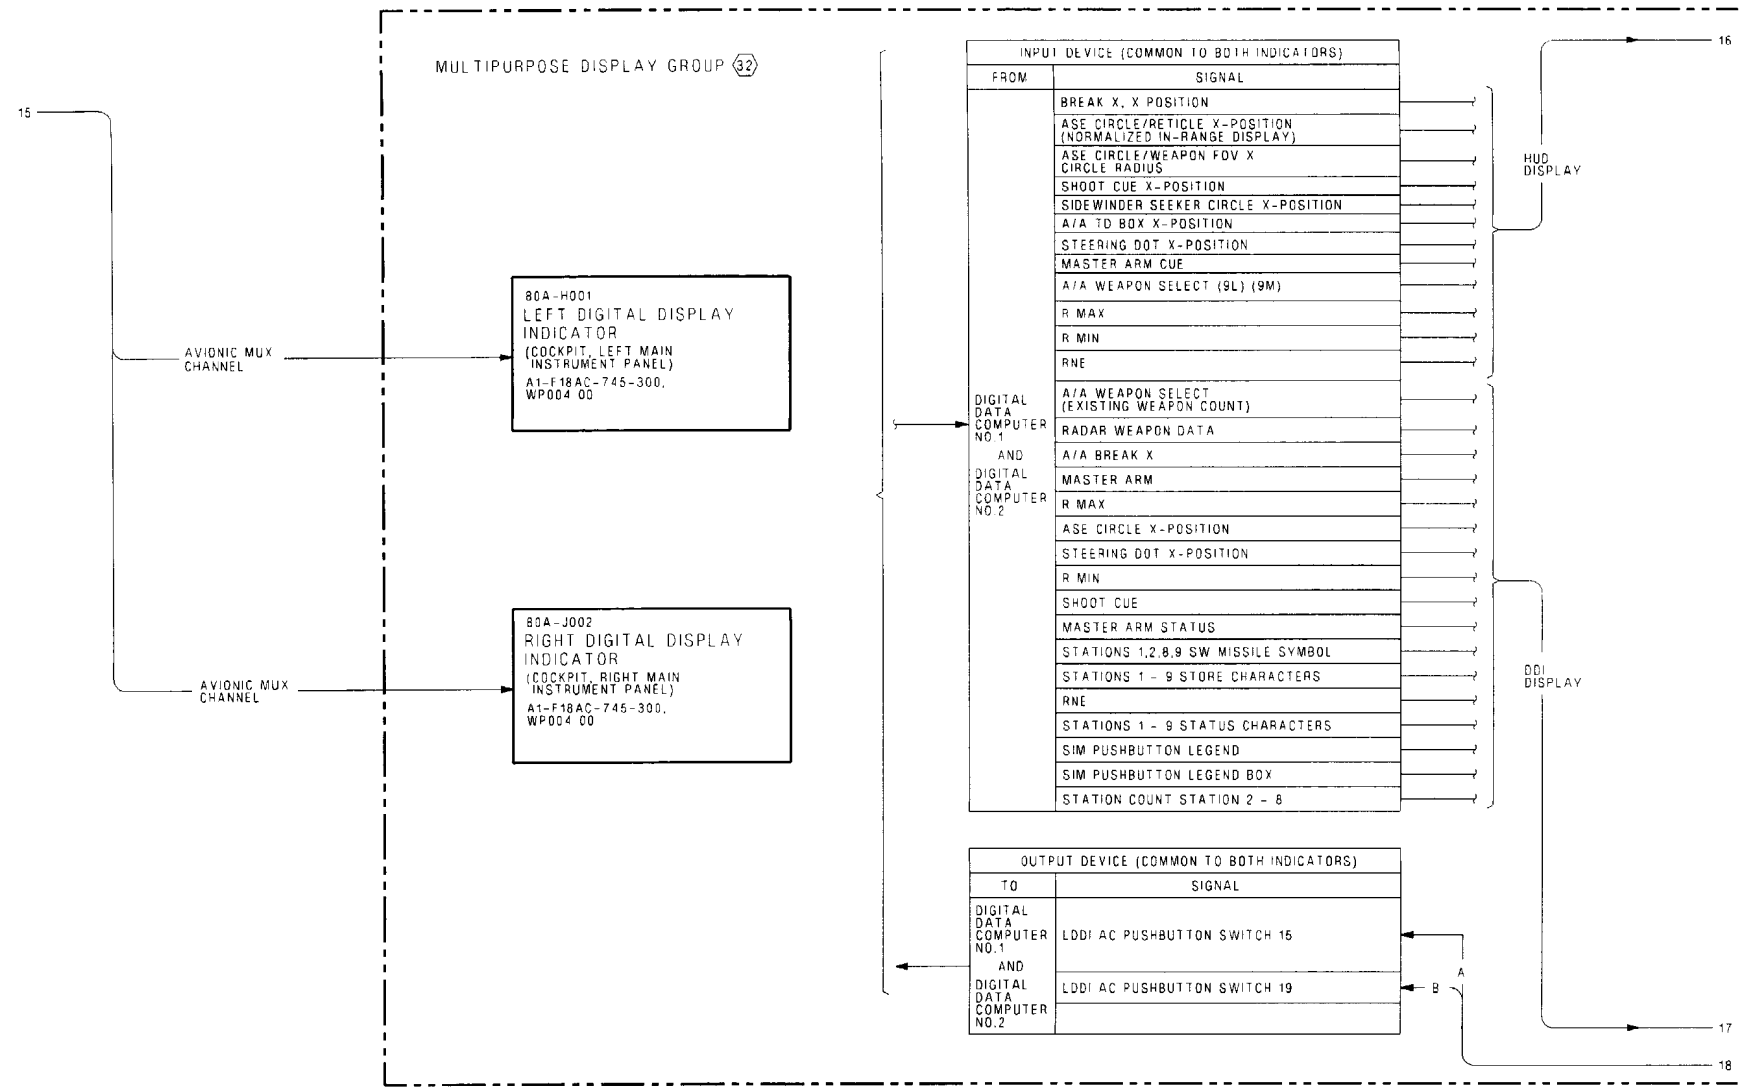 MULTIPURPOSE DISPLAY GROUP 32
15
AVIONIC MUX
CHANNEL
80A-H001
LEFT DIGITAL DISPLAY
INDICATOR
(COCKPIT, LEFT MAIN
INSTRUMENT PANEL)
A1-F18AC-745-300,
WP004 00
AVIONIC MUX
CHANNEL
80A-J002
RIGHT DIGITAL DISPLAY
INDICATOR
(COCKPIT, RIGHT MAIN
INSTRUMENT PANEL)
A1-F18AC-745-300,
WP004 00
INPUT DEVICE (COMMON TO BOTH INDICATORS)
FROM SIGNAL
DIGITAL
DATA
COMPUTER
NO.1
AND
DIGITAL
DATA
COMPUTER
NO.2
BREAK X, X POSITION
ASE CIRCLE/RETICLE X-POSITION
(NORMALIZED IN-RANGE DISPLAY)
ASE CIRCLE/WEAPON FOV X
CIRCLE RADIUS
SHOOT CUE X-POSITION
SIDEWINDER SEEKER CIRCLE X-POSITION
A/A TD BOX X-POSITION
STEERING DOT X-POSITION
MASTER ARM CUE
A/A WEAPON SELECT (9L) (9M)
R MAX
R MIN
RNE
A/A WEAPON SELECT
(EXISTING WEAPON COUNT)
RADAR WEAPON DATA
A/A BREAK X
MASTER ARM
R MAX
ASE CIRCLE X-POSITION
STEERING DOT X-POSITION
R MIN
SHOOT CUE
MASTER ARM STATUS
STATIONS 1,2,8,9 SW MISSILE SYMBOL
STATIONS 1 - 9 STORE CHARACTERS
RNE
STATIONS 1 - 9 STATUS CHARACTERS
SIM PUSHBUTTON LEGEND
SIM PUSHBUTTON LEGEND BOX
STATION COUNT STATION 2 - 8
HUD
DISPLAY
16
DDI
DISPLAY
17
OUTPUT DEVICE (COMMON TO BOTH INDICATORS)
TO SIGNAL
DIGITAL
DATA
COMPUTER
NO.1
AND
DIGITAL
DATA
COMPUTER
NO.2
LDDI AC PUSHBUTTON SWITCH 15
LDDI AC PUSHBUTTON SWITCH 19
A
B
18